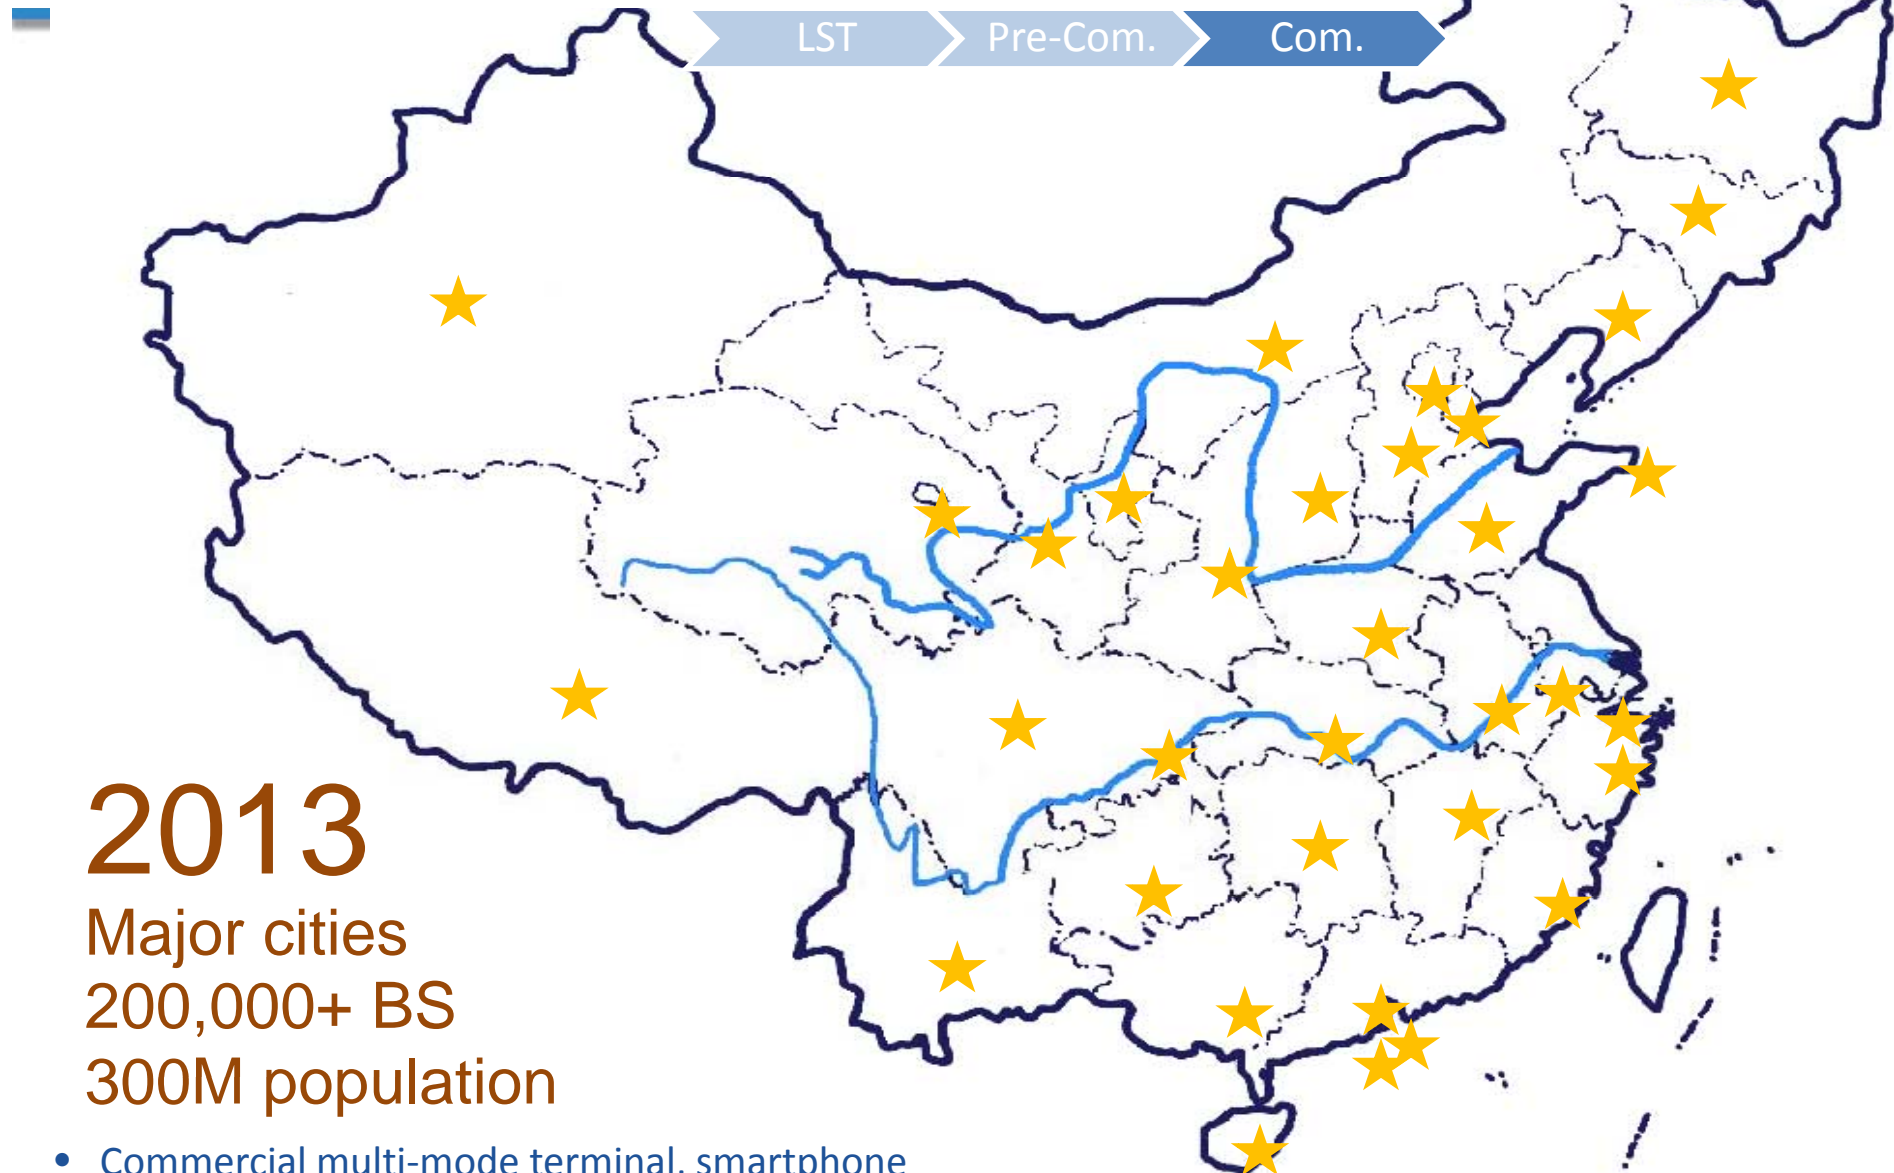 LST
Pre-Com.
Com.
2013
Major cities
200,000+ BS
300M population
• Commercial multi-mode terminal, smartphone